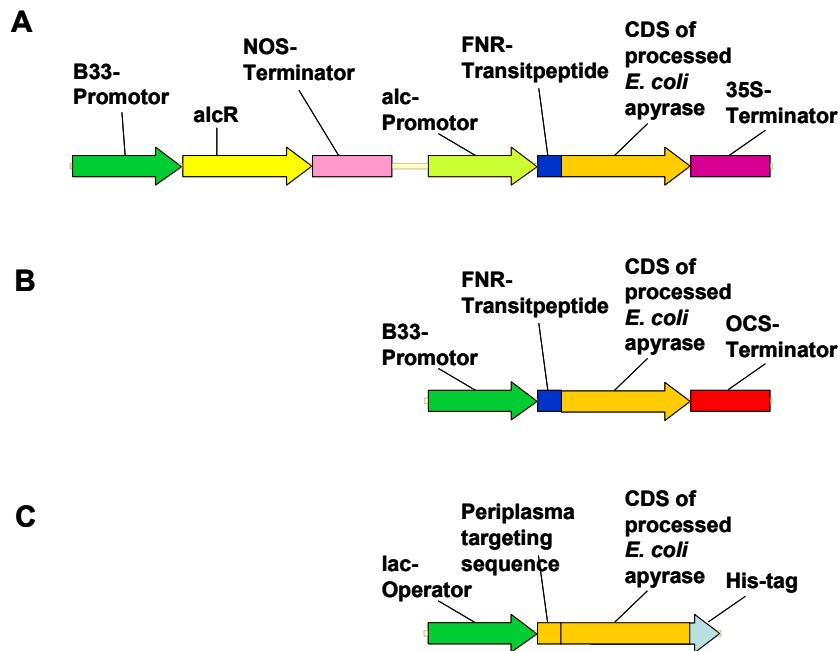 A
B33-
Promotor
alcR
NOS-
Terminator
alc-
Promotor
FNR-
Transitpeptide
CDS of
processed
E. coli
apyrase
35S-
Terminator
B
B33-
Promotor
FNR-
Transitpeptide
CDS of
processed
E. coli
apyrase
OCS-
Terminator
C
lac-
Operator
Periplasma
targeting
sequence
CDS of
processed
E. coli
apyrase
His-tag